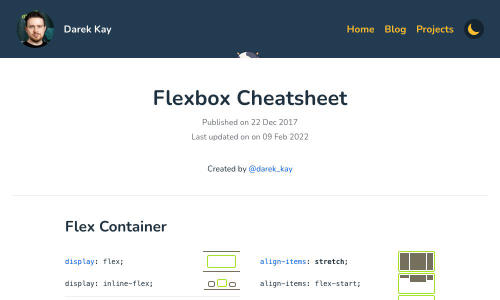 Darek Kay
Home Blog Projects
Flexbox Cheatsheet
Published on 22 Dec 2017
Last updated on on 09 Feb 2022
Created by @darek_kay
Flex Container
display: flex;
align-items: stretch;
display: inline-flex;
align-items: flex-start;